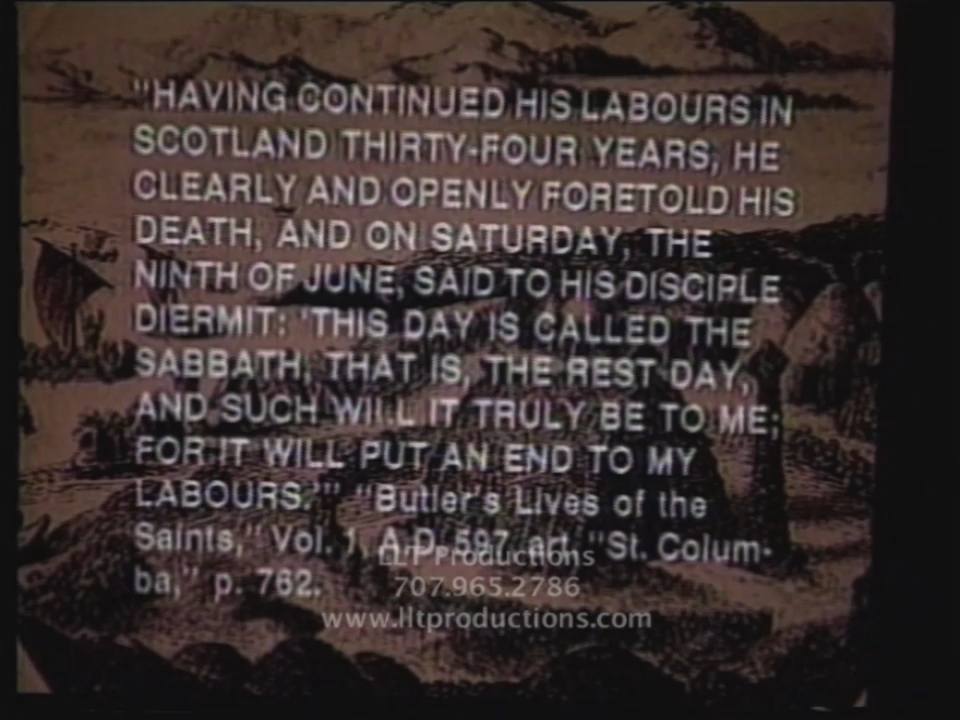 "HAVING CONTINUED HIS LABOURS IN
SCOTLAND THIRTY-FOUR YEARS, HE
CLEARLY AND OPENLY FORETOLD HIS
DEATH, AND ON SATURDAY, THE
NINTH OF JUNE, SAID TO HIS DISCIPLE
DIERMIT: 'THIS DAY IS CALLED THE
SABBATH, THAT IS, THE REST DAY,
AND SUCH WILL IT TRULY BE TO ME;
FOR IT WILL PUT AN END TO MY
LABOURS.'" "Butler's Lives of the
Saints," Vol. 1, A.D. 597, art. "St. Colum-
ba," p. 762.
LLT Productions
707.965.2786
www.lltproductions.com